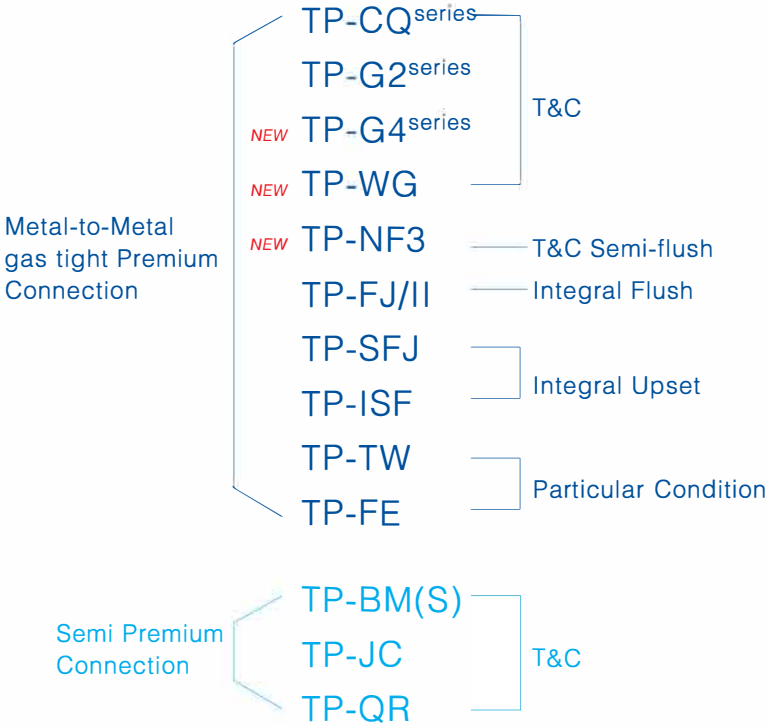 TP-CQseries
TP-G2series
T&C
NEW TP-G4series
NEW TP-WG
Metal-to-Metal
gas tight Premium
Connection
NEW TP-NF3
T&C Semi-flush
TP-FJ/II
Integral Flush
TP-SFJ
TP-ISF
Integral Upset
TP-TW
TP-FE
Particular Condition
TP-BM(S)
Semi Premium
Connection
TP-JC
T&C
TP-QR